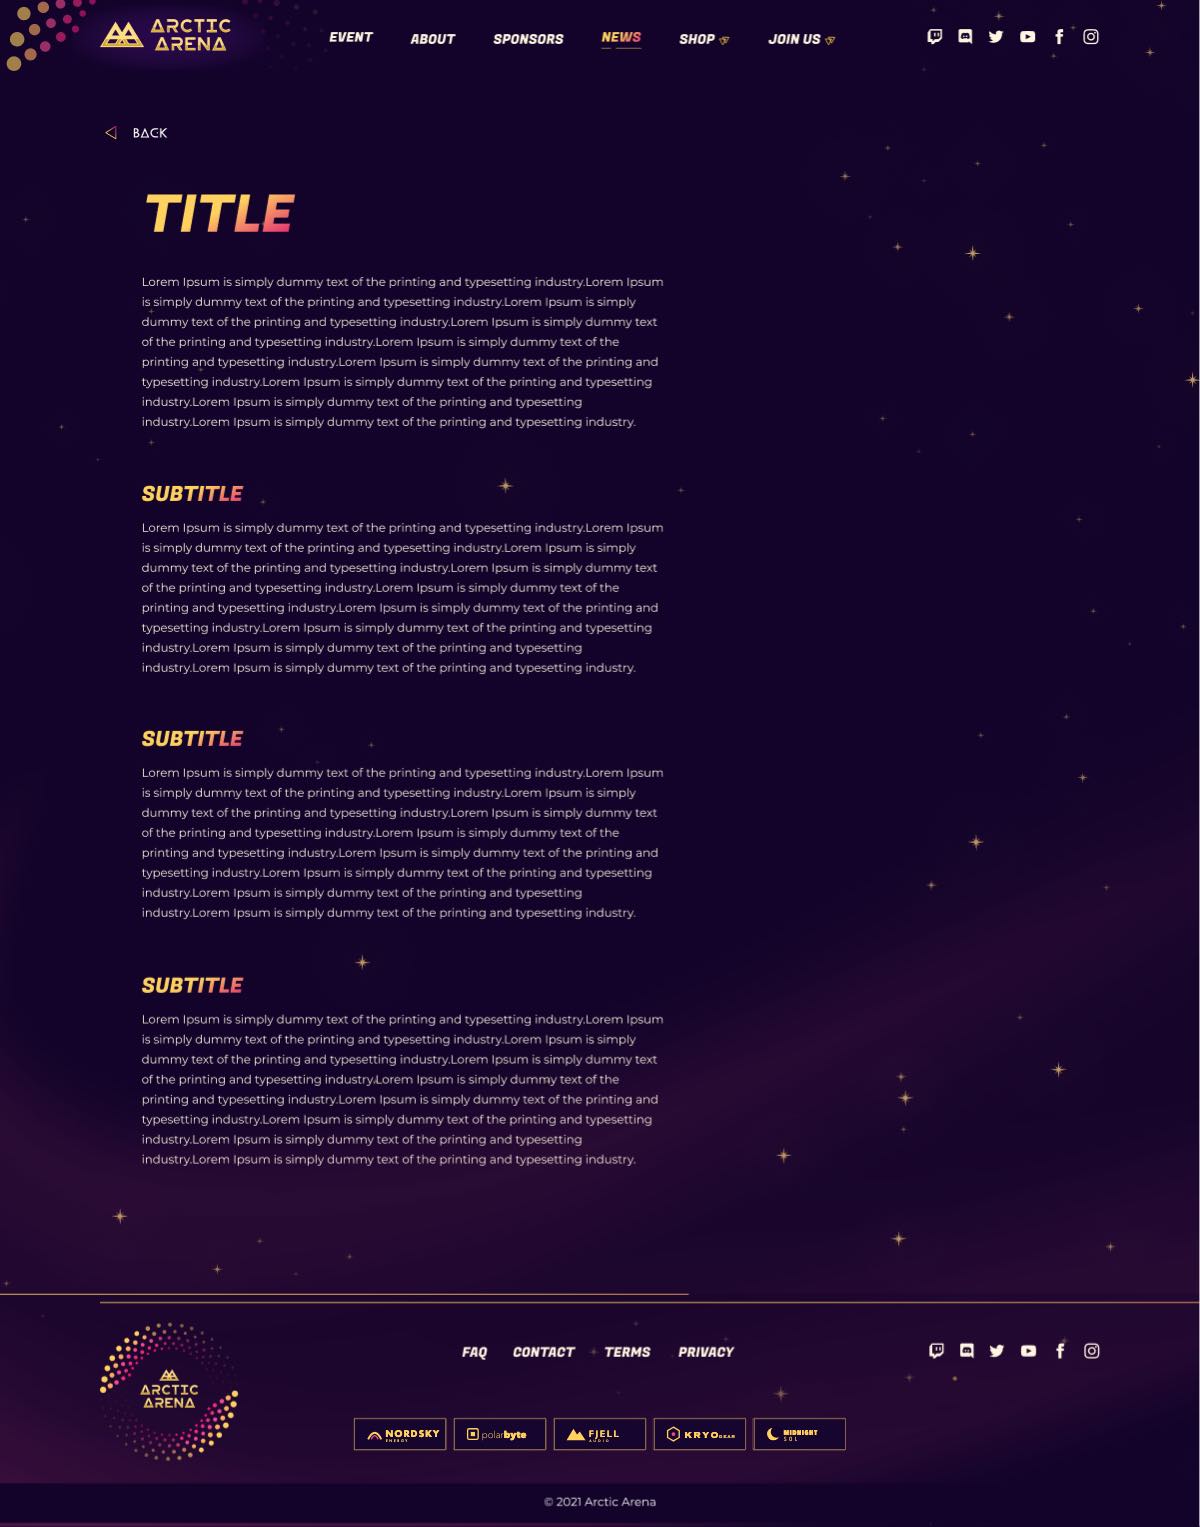 ARCTIC
ARENA
EVENT ABOUT SPONSORS NEWS SHOP JOIN US
BACK
TITLE
Lorem Ipsum is simply dummy text of the printing and typesetting industry.Lorem Ipsum
is simply dummy text of the printing and typesetting industry.Lorem Ipsum is simply
dummy text of the printing and typesetting industry.Lorem Ipsum is simply dummy text
of the printing and typesetting industry.Lorem Ipsum is simply dummy text of the
printing and typesetting industry.Lorem Ipsum is simply dummy text of the printing and
typesetting industry.Lorem Ipsum is simply dummy text of the printing and typesetting
industry.Lorem Ipsum is simply dummy text of the printing and typesetting
industry.Lorem Ipsum is simply dummy text of the printing and typesetting industry.
SUBTITLE
Lorem Ipsum is simply dummy text of the printing and typesetting industry.Lorem Ipsum
is simply dummy text of the printing and typesetting industry.Lorem Ipsum is simply
dummy text of the printing and typesetting industry.Lorem Ipsum is simply dummy text
of the printing and typesetting industry.Lorem Ipsum is simply dummy text of the
printing and typesetting industry.Lorem Ipsum is simply dummy text of the printing and
typesetting industry.Lorem Ipsum is simply dummy text of the printing and typesetting
industry.Lorem Ipsum is simply dummy text of the printing and typesetting
industry.Lorem Ipsum is simply dummy text of the printing and typesetting industry.
SUBTITLE
Lorem Ipsum is simply dummy text of the printing and typesetting industry.Lorem Ipsum
is simply dummy text of the printing and typesetting industry.Lorem Ipsum is simply
dummy text of the printing and typesetting industry.Lorem Ipsum is simply dummy text
of the printing and typesetting industry.Lorem Ipsum is simply dummy text of the
printing and typesetting industry.Lorem Ipsum is simply dummy text of the printing and
typesetting industry.Lorem Ipsum is simply dummy text of the printing and typesetting
industry.Lorem Ipsum is simply dummy text of the printing and typesetting
industry.Lorem Ipsum is simply dummy text of the printing and typesetting industry.
SUBTITLE
Lorem Ipsum is simply dummy text of the printing and typesetting industry.Lorem Ipsum
is simply dummy text of the printing and typesetting industry.Lorem Ipsum is simply
dummy text of the printing and typesetting industry.Lorem Ipsum is simply dummy text
of the printing and typesetting industry.Lorem Ipsum is simply dummy text of the
printing and typesetting industry.Lorem Ipsum is simply dummy text of the printing and
typesetting industry.Lorem Ipsum is simply dummy text of the printing and typesetting
industry.Lorem Ipsum is simply dummy text of the printing and typesetting
industry.Lorem Ipsum is simply dummy text of the printing and typesetting industry.
FAQ CONTACT TERMS PRIVACY
ARCTIC
ARENA
NORDSKY
ENERGY
polarbyte
FJELL
AUDIO
KRYOGEAR
MIDNIGHT
SOL
© 2021 Arctic Arena